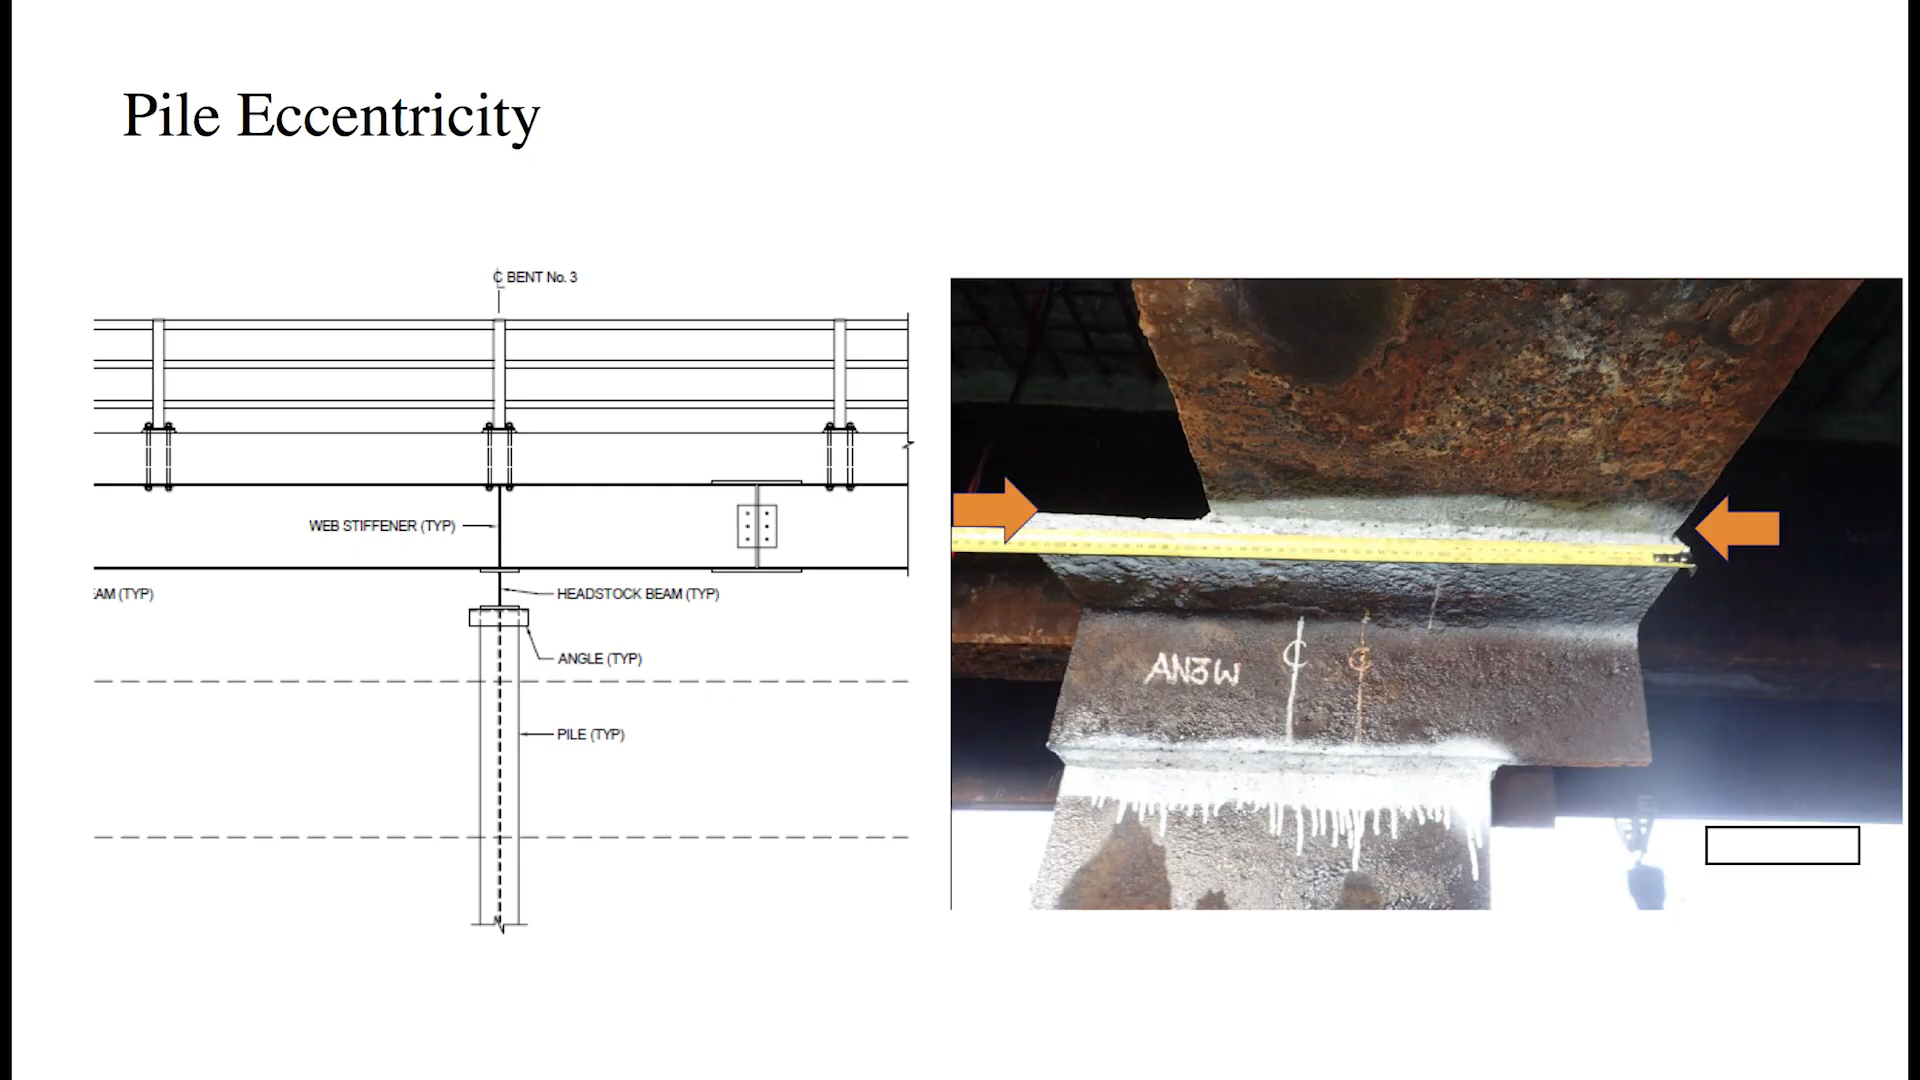 Pile Eccentricity
℄ BENT No. 3
WEB STIFFENER (TYP)
AM (TYP)
HEADSTOCK BEAM (TYP)
ANGLE (TYP)
PILE (TYP)
AN3W ℄ ℄